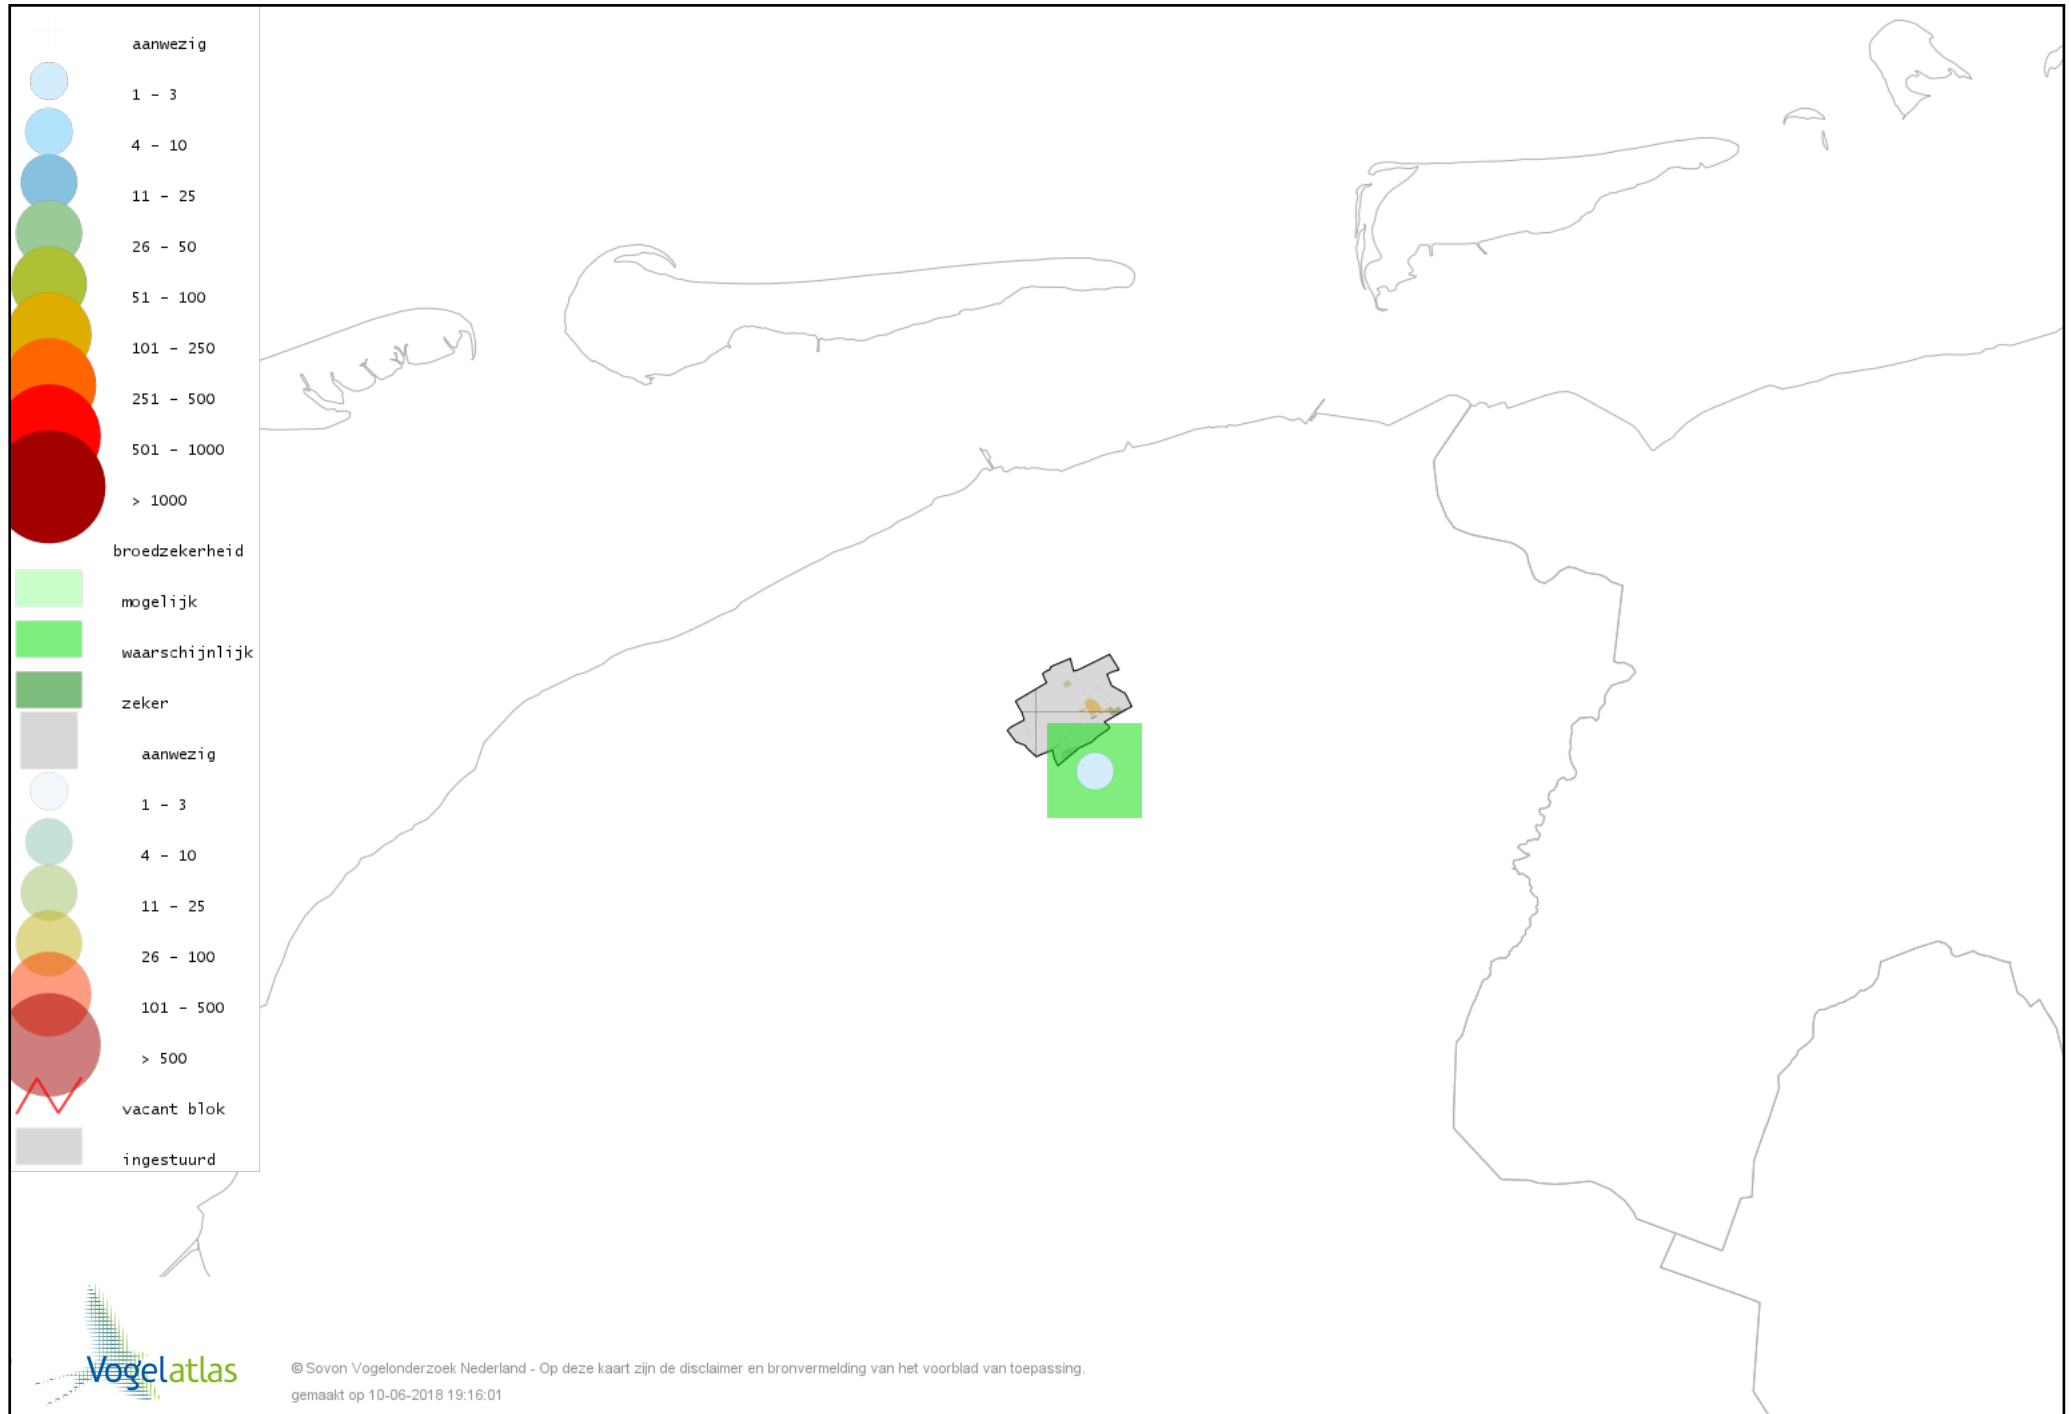 aanwezig
1 – 3
4 – 10
11 – 25
26 – 50
51 – 100
101 – 250
251 – 500
501 – 1000
> 1000
broedzekerheid
mogelijk
waarschijnlijk
zeker
aanwezig
1 – 3
4 – 10
11 – 25
26 – 100
101 – 500
> 500
vacant blok
ingestuurd
Vogelatlas
© Sovon Vogelonderzoek Nederland - Op deze kaart zijn de disclaimer en bronvermelding van het voorblad van toepassing.
gemaakt op 10-06-2018 19:16:01